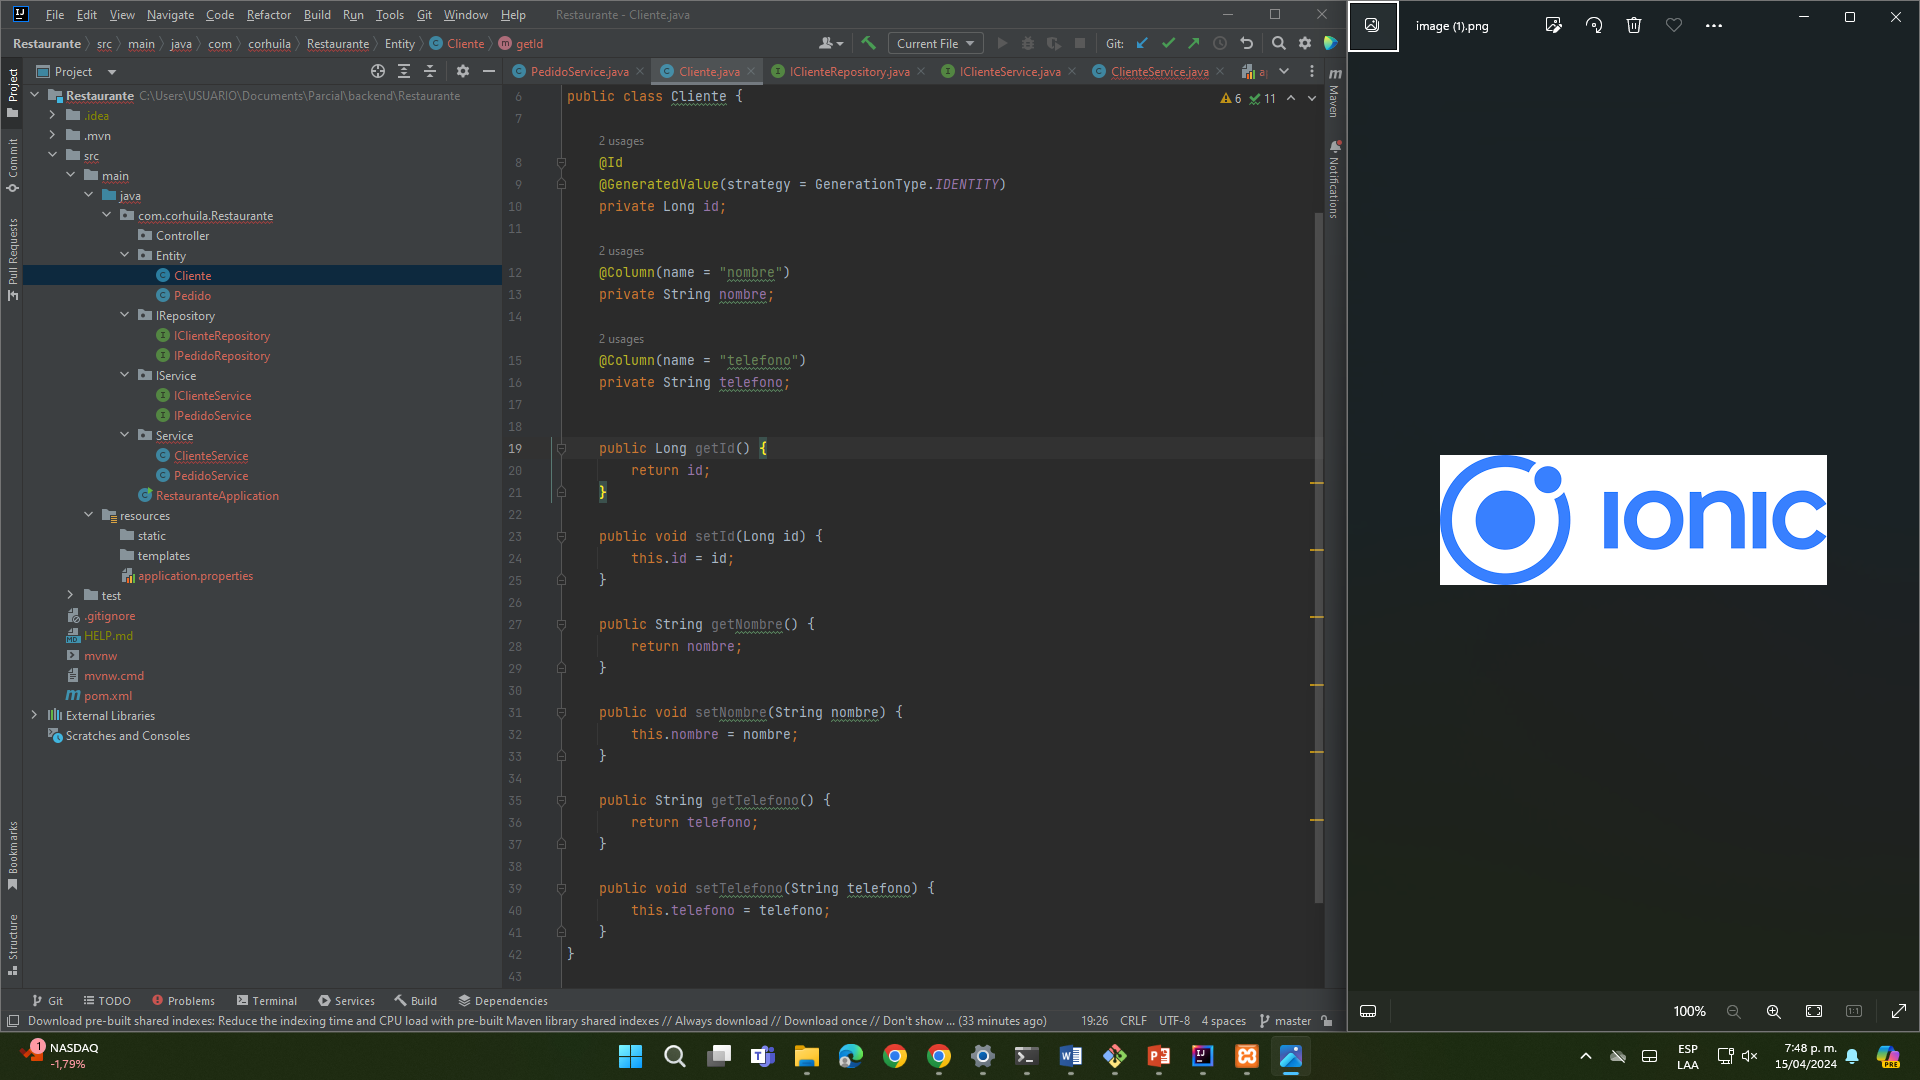 File Edit View Navigate Code Refactor Build Run Tools Git Window Help Restaurante - Cliente.java
Restaurante src main java com corhuila Restaurante Entity Cliente getId
Current File
Git:
Project
PedidoService.java Cliente.java IClienteRepository.java IClienteService.java ClienteService.java ap
Restaurante C:\Users\USUARIO\Documents\Parcial\backend\Restaurante
.idea
.mvn
src
main
java
com.corhuila.Restaurante
Controller
Entity
Cliente
Pedido
IRepository
IClienteRepository
IPedidoRepository
IService
IClienteService
IPedidoService
Service
ClienteService
PedidoService
RestauranteApplication
resources
static
templates
application.properties
test
.gitignore
HELP.md
mvnw
mvnw.cmd
pom.xml
External Libraries
Scratches and Consoles
Project
Commit
Pull Requests
Bookmarks
Structure
6 public class Cliente {
6 11
7
2 usages
8 @Id
9 @GeneratedValue(strategy = GenerationType.IDENTITY)
10 private Long id;
11
2 usages
12 @Column(name = "nombre")
13 private String nombre;
14
2 usages
15 @Column(name = "telefono")
16 private String telefono;
17
18
19 public Long getId() {
20 return id;
21 }
22
23 public void setId(Long id) {
24 this.id = id;
25 }
26
27 public String getNombre() {
28 return nombre;
29 }
30
31 public void setNombre(String nombre) {
32 this.nombre = nombre;
33 }
34
35 public String getTelefono() {
36 return telefono;
37 }
38
39 public void setTelefono(String telefono) {
40 this.telefono = telefono;
41 }
42 }
43
Maven
Notifications
Git TODO Problems Terminal Services Build Dependencies
Download pre-built shared indexes: Reduce the indexing time and CPU load with pre-built Maven library shared indexes // Always download // Download once // Don't show ... (33 minutes ago)
19:26 CRLF UTF-8 4 spaces master
image (1).png
IONIC
100%
1
NASDAQ
-1,79%
ESP
LAA
7:48 p. m.
15/04/2024
PRE